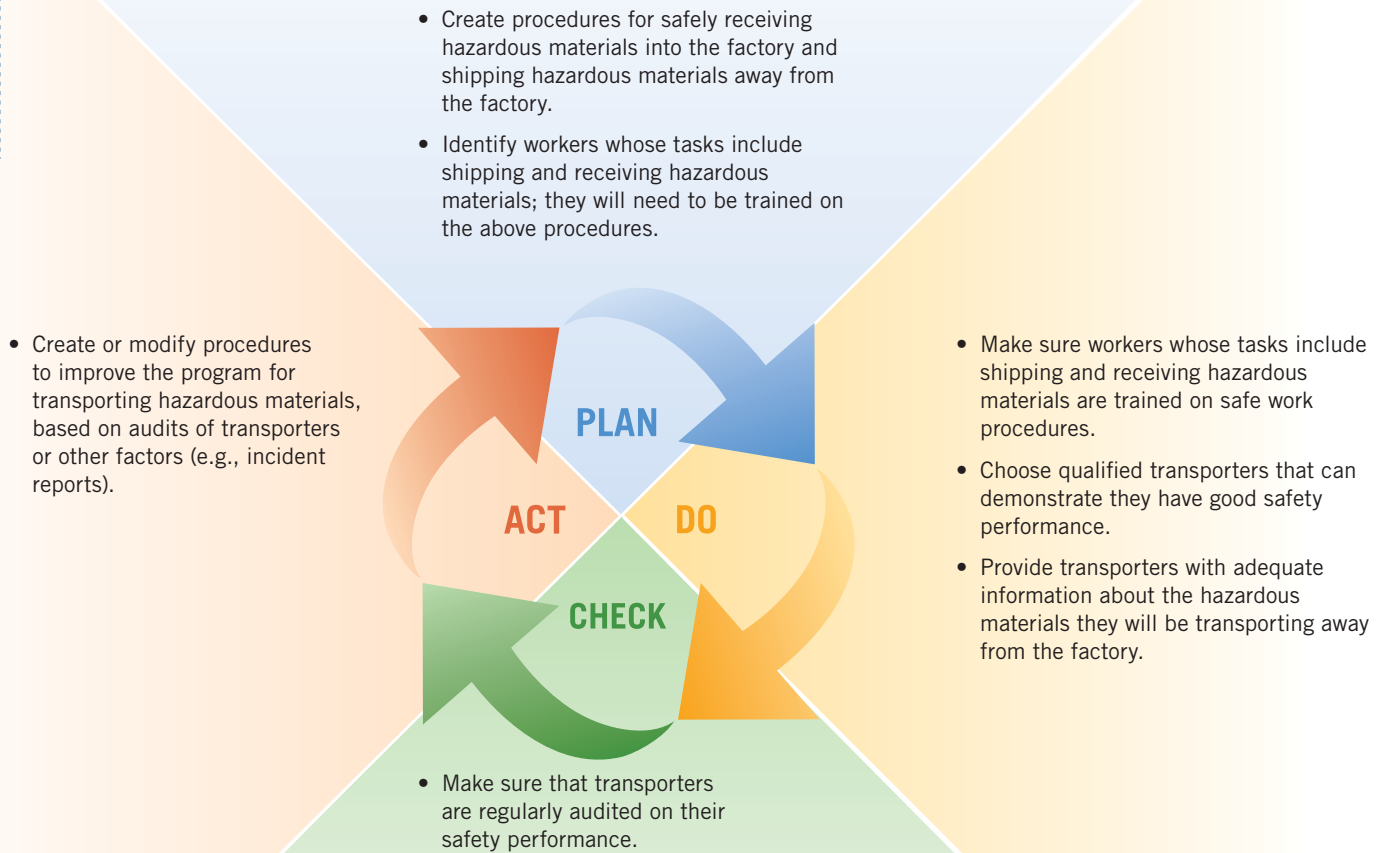 • Create procedures for safely receiving
hazardous materials into the factory and
shipping hazardous materials away from
the factory.
• Identify workers whose tasks include
shipping and receiving hazardous
materials; they will need to be trained on
the above procedures.
• Create or modify procedures
to improve the program for
transporting hazardous materials,
based on audits of transporters
or other factors (e.g., incident
reports).
PLAN
ACT
DO
CHECK
• Make sure workers whose tasks include
shipping and receiving hazardous
materials are trained on safe work
procedures.
• Choose qualified transporters that can
demonstrate they have good safety
performance.
• Provide transporters with adequate
information about the hazardous
materials they will be transporting away
from the factory.
• Make sure that transporters
are regularly audited on their
safety performance.